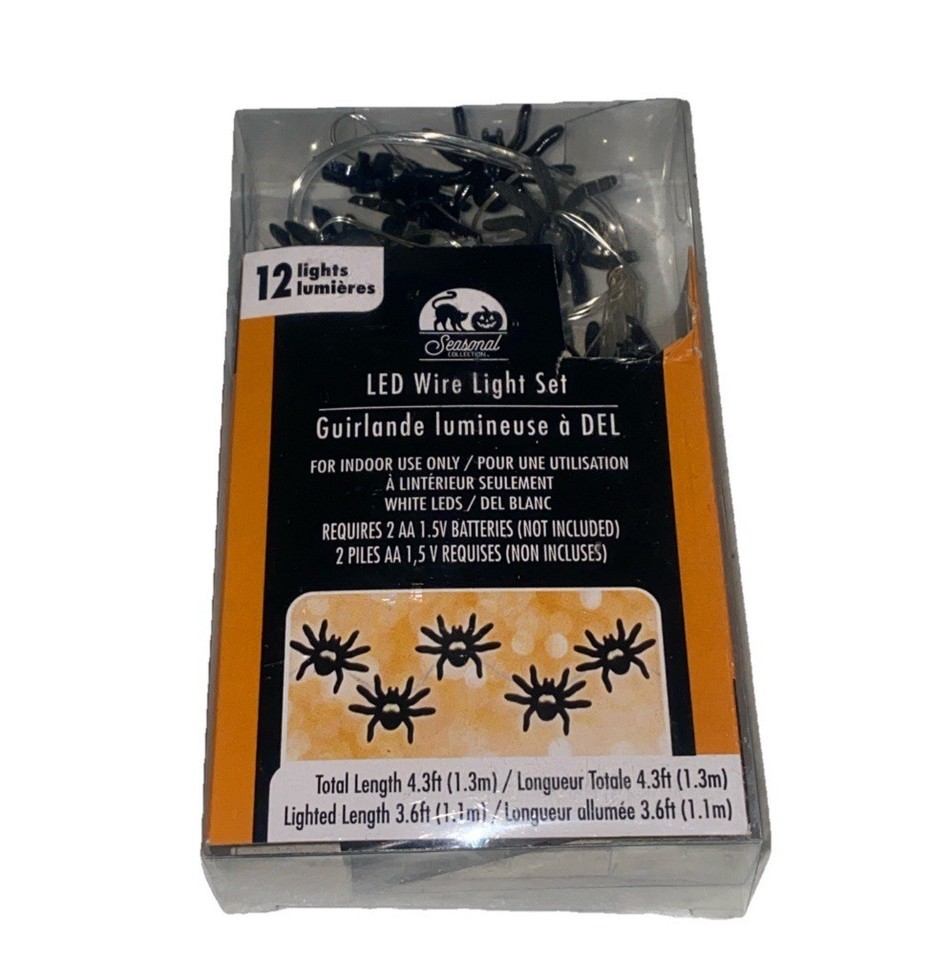 12 lights
lumières
Seasonal
COLLECTION
LED Wire Light Set
Guirlande lumineuse à DEL
FOR INDOOR USE ONLY / POUR UNE UTILISATION
À LINTÉRIEUR SEULEMENT
WHITE LEDS / DEL BLANC
REQUIRES 2 AA 1.5V BATTERIES (NOT INCLUDED)
2 PILES AA 1,5 V REQUISES (NON INCLUSES)
Total Length 4.3ft (1.3m) / Longueur Totale 4.3ft (1.3m)
Lighted Length 3.6ft (1.1m) / Longueur allumée 3.6ft (1.1m)